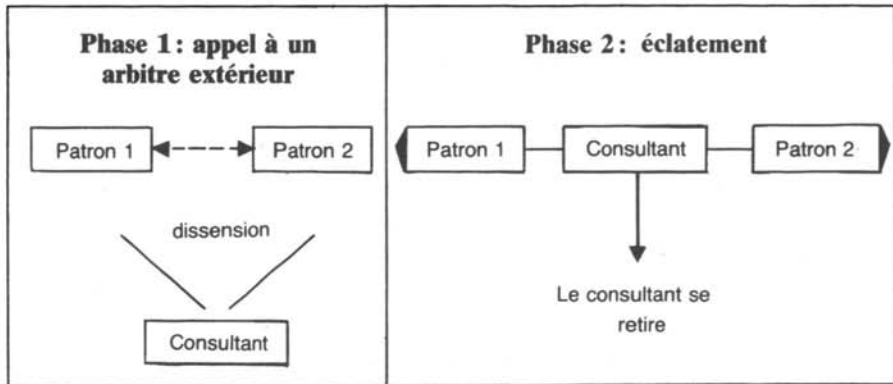 Phase 1 : appel à un
arbitre extérieur
Patron 1
Patron 2
dissension
Consultant
Phase 2 : éclatement
Patron 1
Consultant
Patron 2
Le consultant se
retire